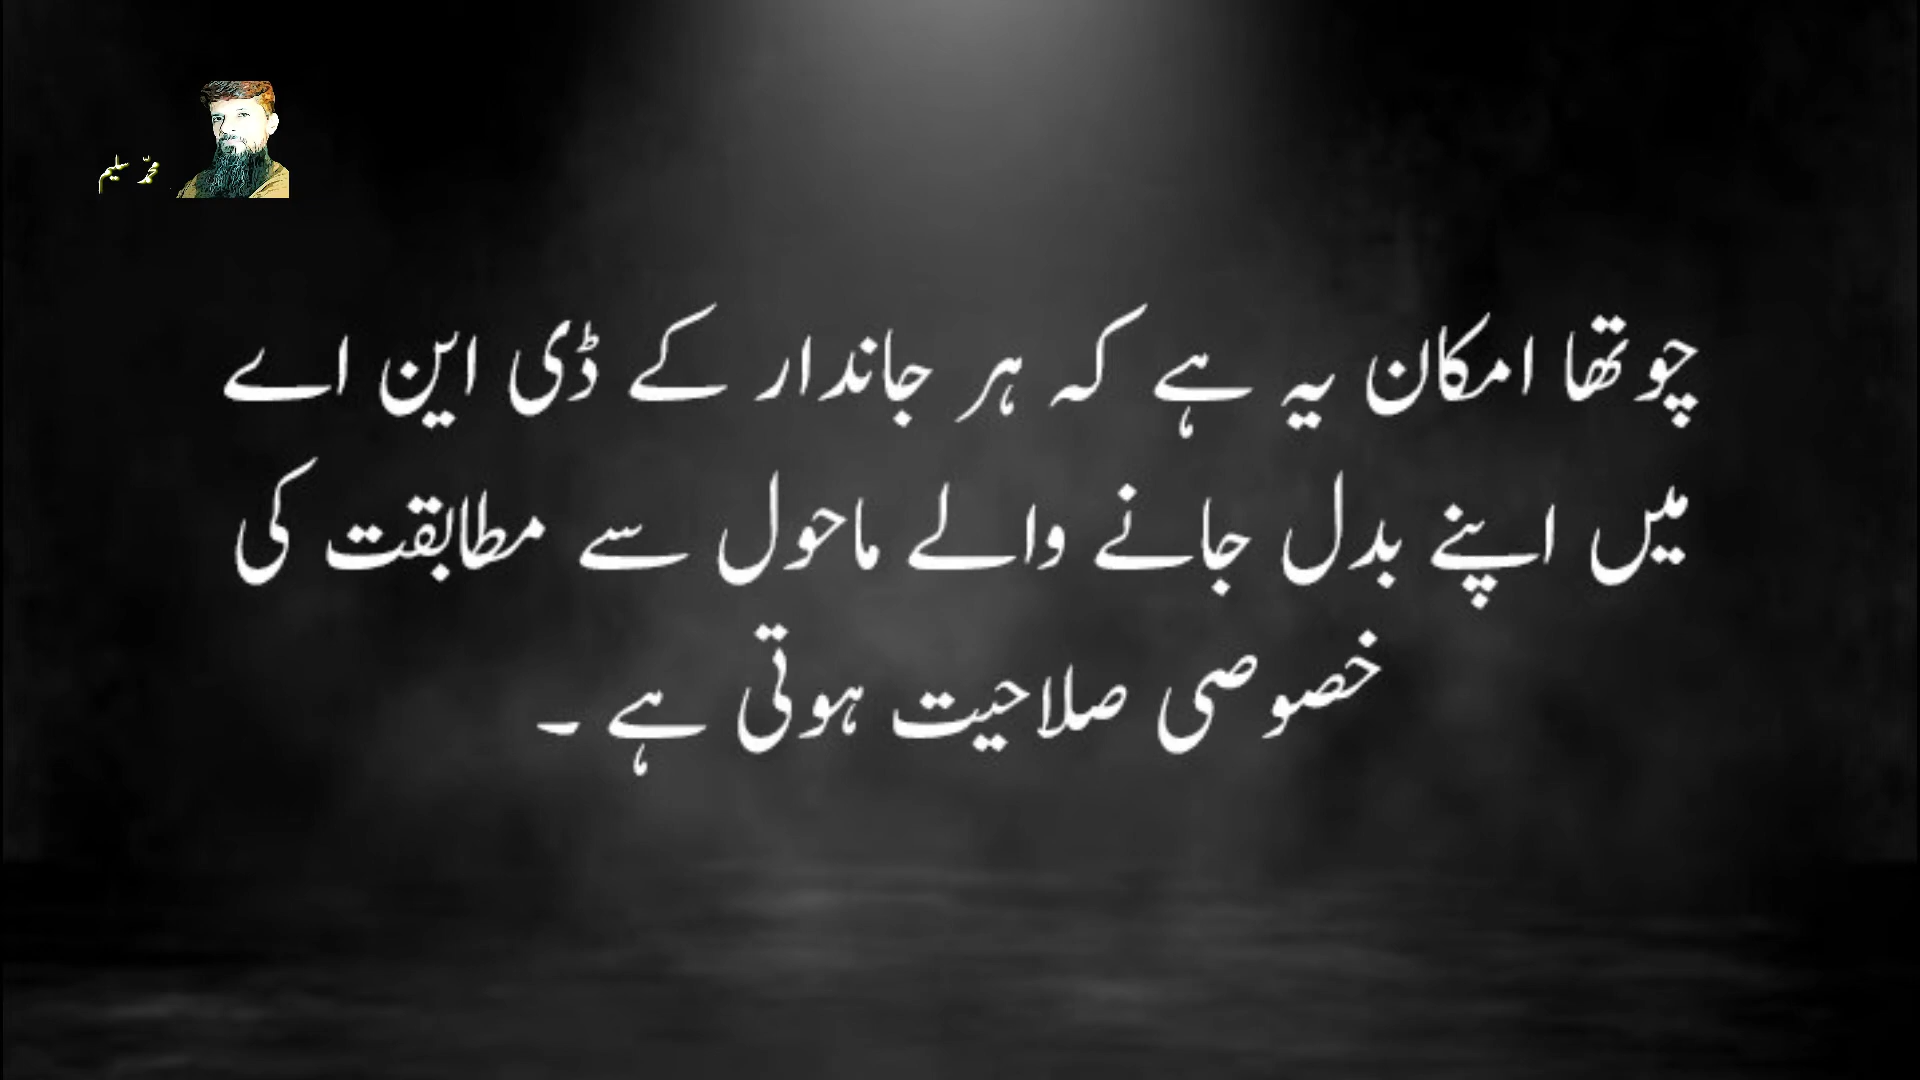 محمّد سلیم
چوتھا امکان یہ ہے کہ ہر جاندار کے ڈی این اے
میں اپنے بدل جانے والے ماحول سے مطابقت کی
خصوصی صلاحیت ہوتی ہے ۔